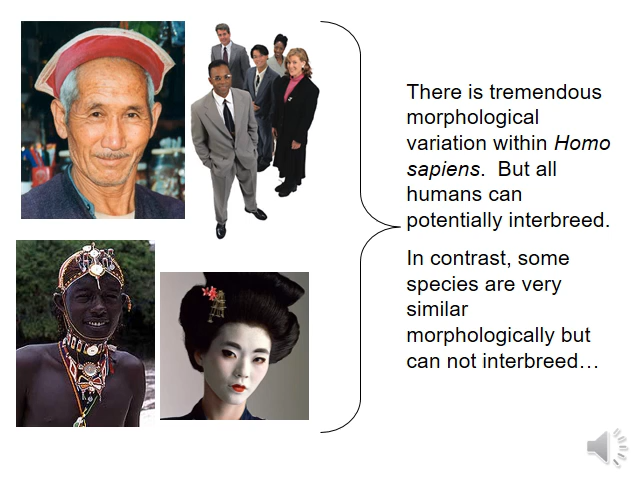 There is tremendous
morphological
variation within Homo
sapiens.  But all
humans can
potentially interbreed.
In contrast, some
species are very
similar
morphologically but
can not interbreed…